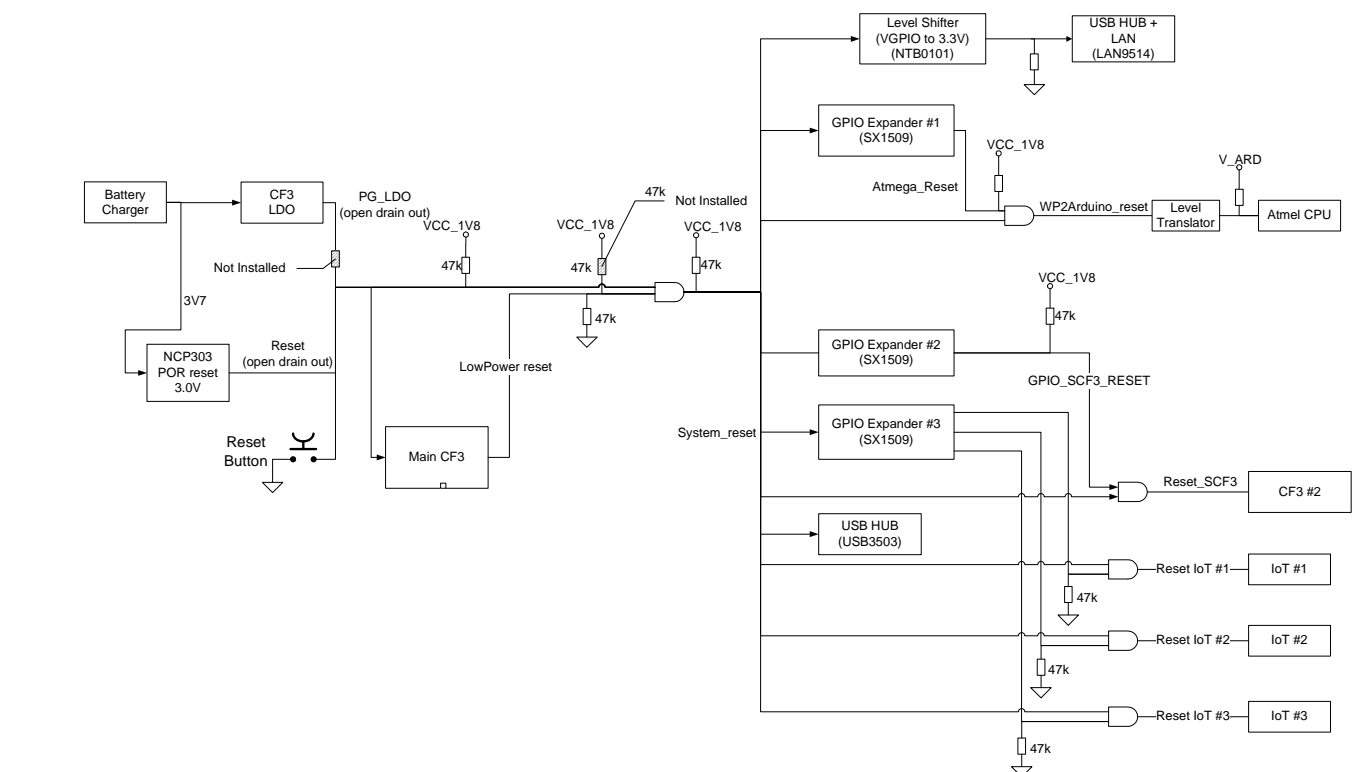 Level Shifter
(VGPIO to 3.3V)
(NTB0101)
USB HUB +
LAN
(LAN9514)
GPIO Expander #1
(SX1509)
VCC_1V8
Atmega_Reset
V_ARD
WP2Arduino_reset
Level
Translator
Atmel CPU
Battery
Charger
CF3
LDO
PG_LDO
(open drain out)
47k
Not Installed
VCC_1V8
VCC_1V8
VCC_1V8
Not Installed
47k
47k
47k
3V7
47k
VCC_1V8
47k
NCP303
POR reset
3.0V
Reset
(open drain out)
LowPower reset
GPIO Expander #2
(SX1509)
GPIO_SCF3_RESET
Reset
Button
Main CF3
System_reset
GPIO Expander #3
(SX1509)
Reset_SCF3
CF3 #2
USB HUB
(USB3503)
Reset IoT #1
IoT #1
47k
Reset IoT #2
IoT #2
47k
Reset IoT #3
IoT #3
47k